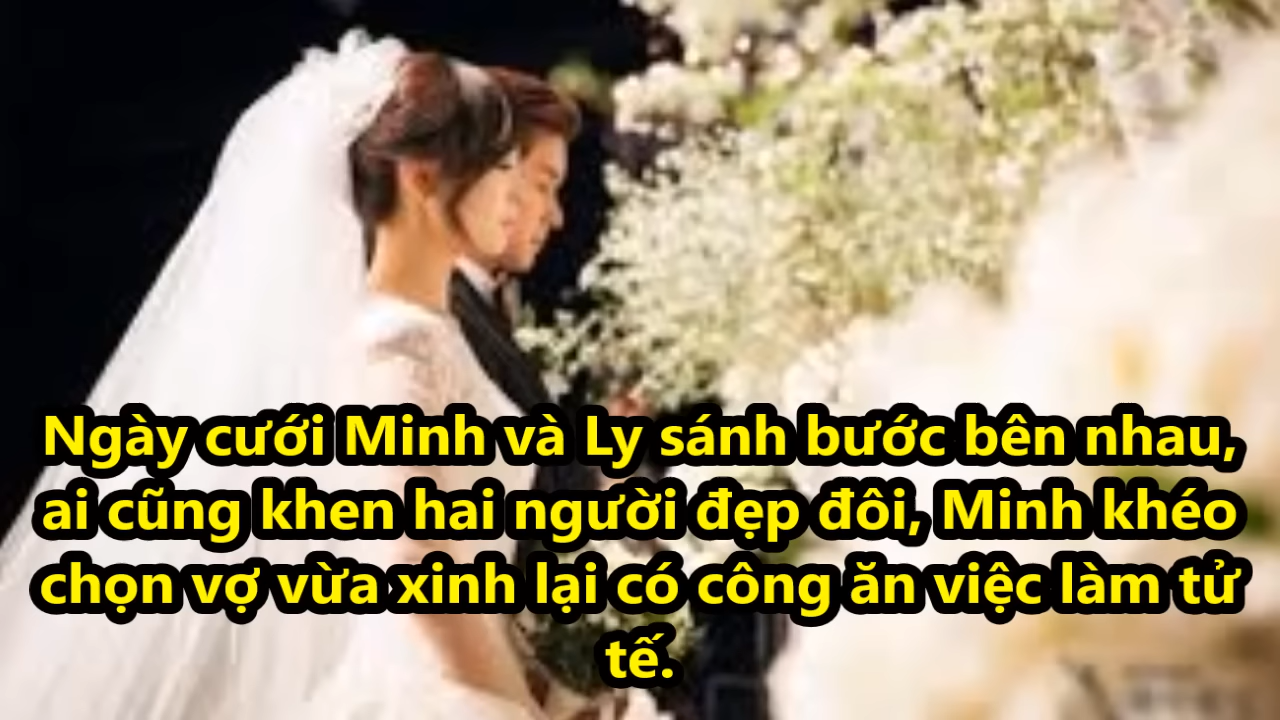 Ngày cưới Minh và Ly sánh bước bên nhau,
ai cũng khen hai người đẹp đôi, Minh khéo
chọn vợ vừa xinh lại có công ăn việc làm tử
tế.